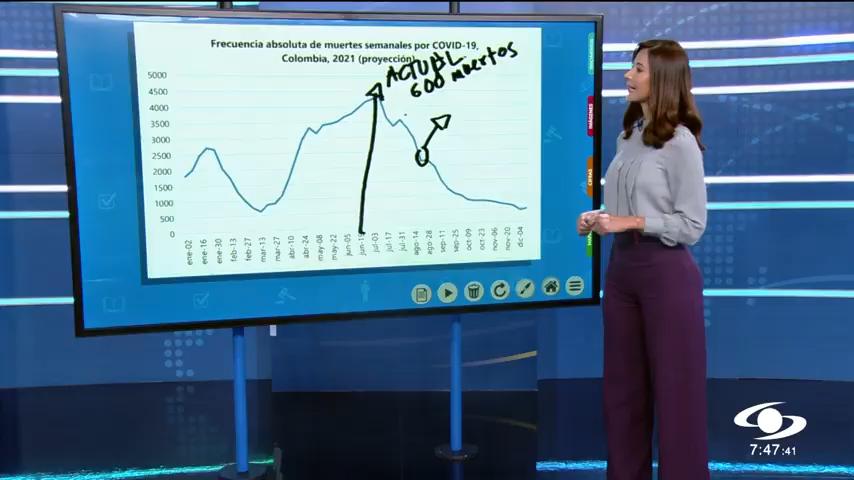 Frecuencia absoluta de muertes semanales por COVID-19,
Colombia, 2021 (proyección)
ACTUAL
600 muertos
5000
4500
4000
3500
3000
2500
2000
1500
1000
500
0
ene-02
ene-16
ene-30
feb-13
feb-27
mar-13
mar-27
abr-10
abr-24
may-08
may-22
jun-05
jun-19
jul-03
jul-17
jul-31
ago-14
ago-28
sep-11
sep-25
oct-09
oct-23
nov-06
nov-20
dic-04
IMÁGENES
CIFRAS
7:47:41